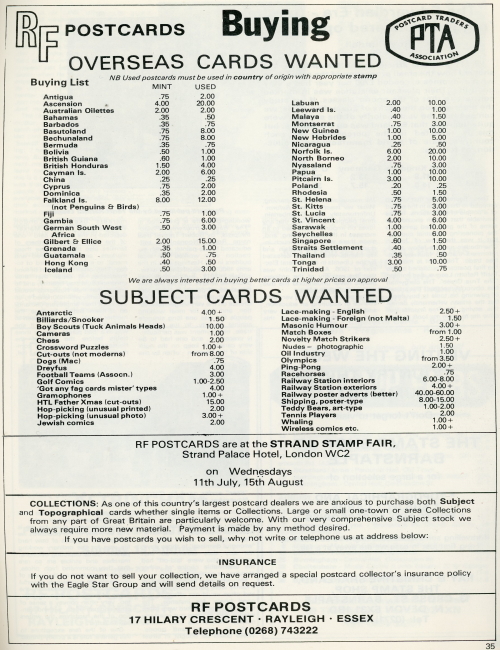 RF POSTCARDS Buying
POSTCARD TRADERS
PTA
ASSOCIATION
OVERSEAS CARDS WANTED
NB Used postcards must be used in country of origin with appropriate stamp
Buying List
MINT USED
Antigua .75 2.00
Ascension 4.00 20.00
Australian Oilettes 2.00 2.00
Bahamas .35 .50
Barbados .35 .75
Basutoland .75 8.00
Bechunaland .75 8.00
Bermuda .35 .75
Bolivia .50 1.00
British Guiana .60 1.00
British Honduras 1.50 4.00
Cayman Is. 2.00 6.00
China .25 .25
Cyprus .75 2.00
Dominica .35 2.00
Falkland Is. 8.00 12.00
(not Penguins & Birds)
Fiji .75 1.00
Gambia .75 6.00
German South West .50 3.00
Africa
Gilbert & Ellice 2.00 15.00
Grenada .35 1.00
Guatamala .50 .75
Hong Kong .40 .50
Iceland .50 3.00
Labuan 2.00 10.00
Leeward Is. .40 1.00
Malaya .40 1.50
Montserrat .75 3.00
New Guinea 1.00 10.00
New Hebrides 1.00 5.00
Nicaragua .25 .50
Norfolk Is. 6.00 20.00
North Borneo 2.00 10.00
Nyasaland .75 3.00
Papua 1.00 10.00
Pitcairn Is. 3.00 10.00
Poland .20 .25
Rhodesia .50 1.50
St. Helena .75 5.00
St. Kitts .75 3.00
St. Lucia .75 3.00
St. Vincent 4.00 6.00
Sarawak 1.00 10.00
Seychelles 4.00 6.00
Singapore .60 1.50
Straits Settlement .40 1.00
Thailand .35 .50
Tonga 3.00 10.00
Trinidad .50 .75
We are always interested in buying better cards at higher prices on approval
SUBJECT CARDS WANTED
Antarctic 4.00 +
Billiards/Snooker 1.50
Boy Scouts (Tuck Animals Heads) 10.00
Cameras 1.00
Chess 2.00
Crossword Puzzles 1.00 +
Cut-outs (not moderns) from 8.00
Dogs (Mac) .75
Dreyfus 4.00
Football Teams (Assocn.) 3.00
Golf Comics 1.00-2.50
'Got any fag cards mister' types 4.00
Gramophones 1.00 +
HTL Father Xmas (cut-outs) 15.00
Hop-picking (unusual printed) 2.00
Hop-picking (unusual photo) 3.00 +
Jewish comics 2.00
Lace-making - English 2.50 +
Lace-making - Foreign (not Malta) 1.50
Masonic Humour 3.00 +
Match Boxes from 1.00
Novelty Match Strikers 2.50 +
Nudes - photographic 1.50
Oil Industry 1.00
Olympics from 3.50
Ping-Pong 2.00 +
Racehorses .75
Railway Station interiors 6.00-8.00
Railway Station exteriors 4.00 +
Railway poster adverts (better) 40.00-60.00
Shipping, poster-type 8.00-15.00
Teddy Bears, art-type 1.00-2.00
Tennis Players 2.00
Whaling 1.00 +
Wireless comics etc. 1.00 +
RF POSTCARDS are at the STRAND STAMP FAIR,
Strand Palace Hotel, London WC2
on Wednesdays
11th July, 15th August
COLLECTIONS: As one of this country's largest postcard dealers we are anxious to purchase both Subject
and Topographical cards whether single items or Collections. Large or small one-town or area Collections
from any part of Great Britain are particularly welcome. With our very comprehensive Subject stock we
always require more new material. Payment is made by any method desired.
If you have postcards you wish to sell, why not write or telephone us at address below:
INSURANCE
If you do not want to sell your collection, we have arranged a special postcard collector's insurance policy
with the Eagle Star Group and will send details on request.
RF POSTCARDS
17 HILARY CRESCENT · RAYLEIGH · ESSEX
Telephone (0268) 743222
35